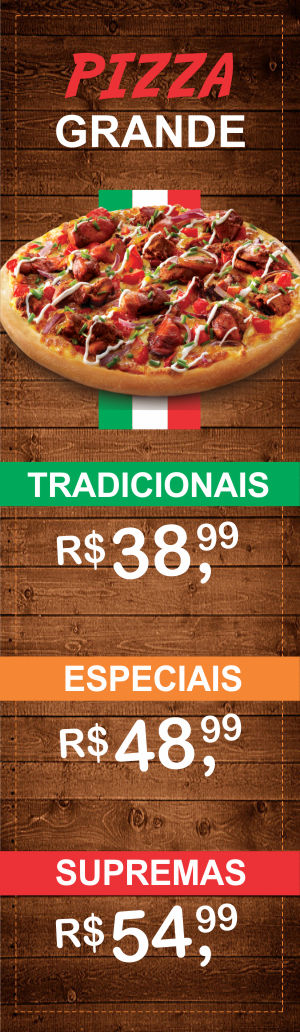 PIZZA
GRANDE
TRADICIONAIS
R$38,99
ESPECIAIS
R$48,99
SUPREMAS
R$54,99